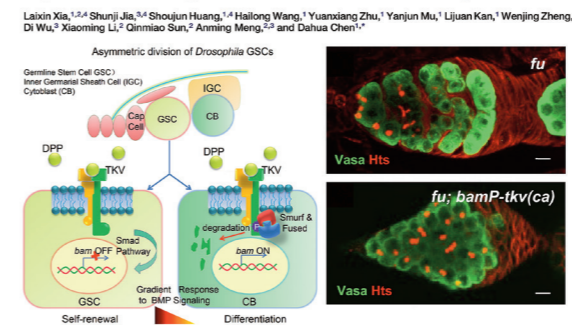 Laixin Xia,1,2,4 Shunji Jia,3,4 Shoujun Huang,1,4 Hailong Wang,1 Yuanxiang Zhu,1 Yanjun Mu,1 Lijuan Kan,1 Wenjing Zheng,
Di Wu,3 Xiaoming Li,2 Qinmiao Sun,2 Anming Meng,2,3 and Dahua Chen1,*
Asymmetric division of Drosophila GSCs
Germline Stem Cell GSC)
Inner Germarial Sheath Cell (IGC)
Cytoblast (CB)
IGC
Cap
Cell
GSC
CB
DPP
TKV
DPP
TKV
Smurf &
Fused
degradation
P
Smad
Pathway
bam OFF
bam ON
GSC
Gradient Response
to BMP Signaling
CB
Self-renewal
Differentiation
fu
Vasa Hts
fu; bamP-tkv(ca)
Vasa Hts